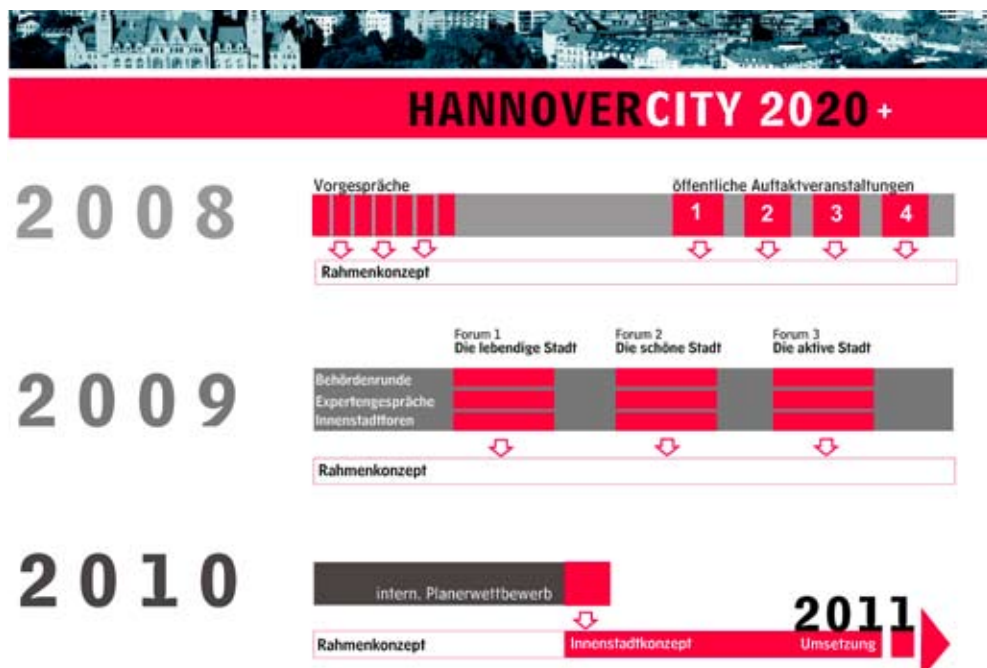 HANNOVERCITY 2020 +
2008
Vorgespräche
öffentliche Auftaktveranstaltungen
1 2 3 4
Rahmenkonzept
2009
Forum 1 Forum 2 Forum 3
Die lebendige Stadt Die schöne Stadt Die aktive Stadt
Behördenrunde
Expertengespräche
Innenstadtforen
Rahmenkonzept
2010
intern. Planerwettbewerb
2011
Rahmenkonzept Innenstadtkonzept Umsetzung